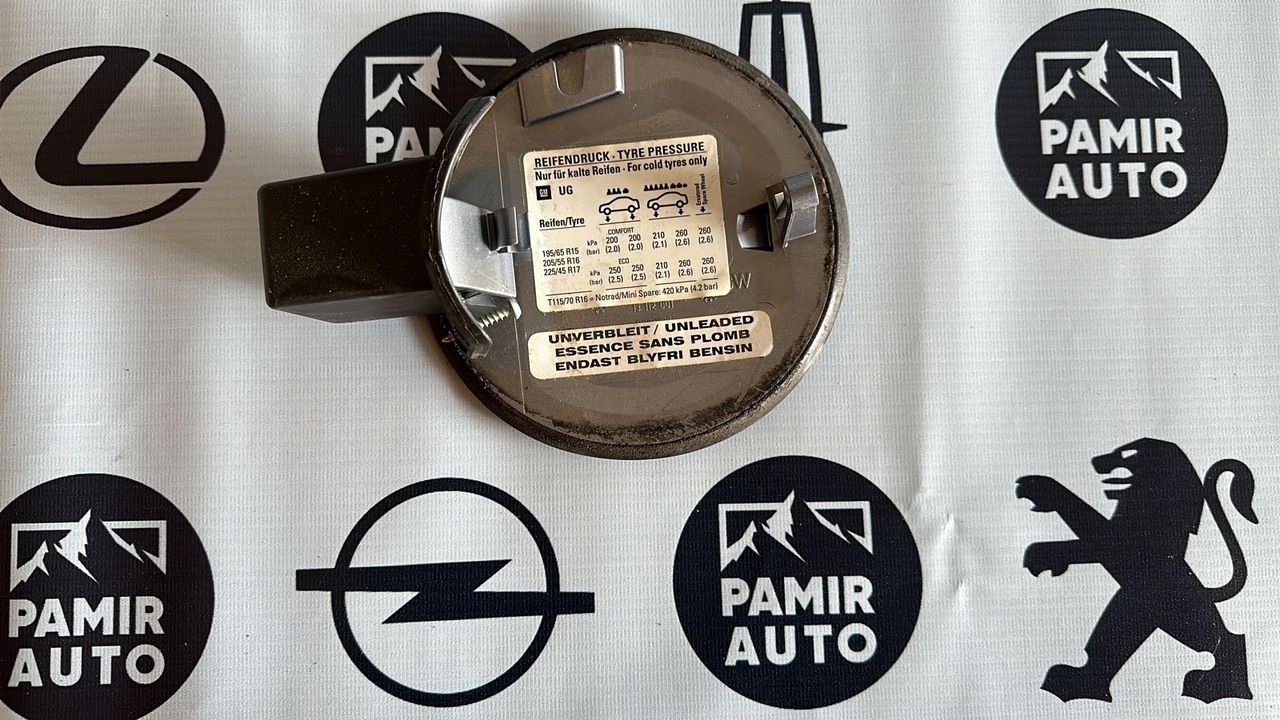 PAMIR
PAMIR
AUTO
REIFENDRUCK · TYRE PRESSURE
Nur für kalte Reifen · For cold tyres only
GM UG
Ersatzrad
Spare Wheel
Reifen/Tyre
COMFORT
195/65 R15 kPa 200 200 210 260 260
205/55 R16 (bar) (2.0) (2.0) (2.1) (2.6) (2.6)
225/45 R17 ECO
kPa 250 250 210 260 260
(bar) (2.5) (2.5) (2.1) (2.6) (2.6)
T115/70 R16 = Notrad/Mini Spare: 420 kPa (4.2 bar)
UNVERBLEIT / UNLEADED
ESSENCE SANS PLOMB
ENDAST BLYFRI BENSIN
PAMIR
AUTO
PAMIR
AUTO